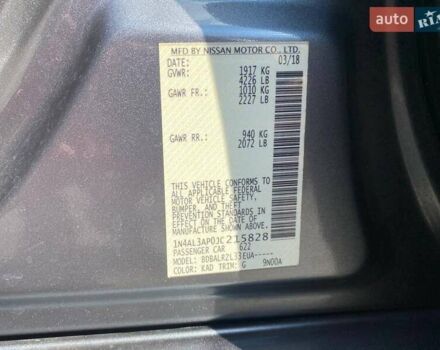 auto RIA
MFD BY NISSAN MOTOR CO., LTD.
DATE: 03/18
GVWR: 1917 KG
4226 LB
GAWR FR.: 1010 KG
2227 LB
GAWR RR.: 940 KG
2072 LB
THIS VEHICLE CONFORMS TO
ALL APPLICABLE FEDERAL
MOTOR VEHICLE SAFETY,
BUMPER, AND THEFT
PREVENTION STANDARDS IN
EFFECT ON THE DATE OF
MANUFACTURE SHOWN ABOVE.
1N4AL3AP0JC215828
PASSENGER CAR 622
MODEL: BDBALRZL33EUA-----
COLOR: KAD TRIM: G 9N00A